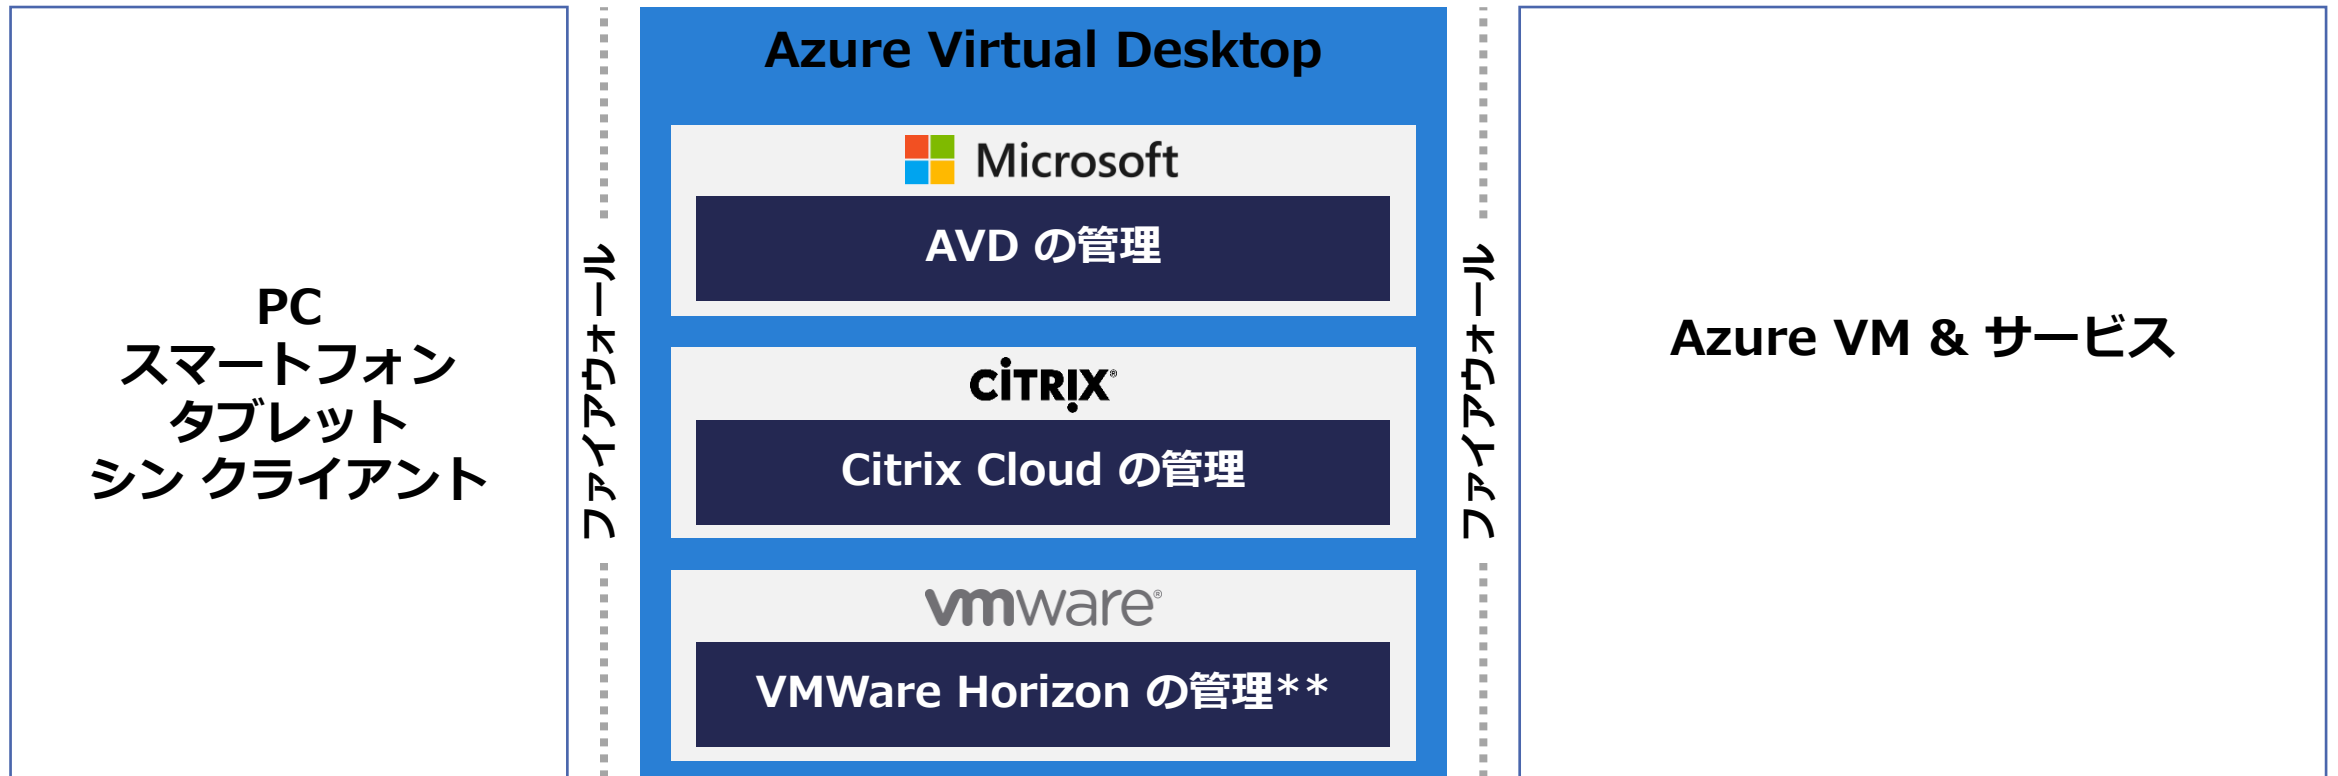 PC
スマートフォン
タブレット
シン クライアント
ファイアウォール
Azure Virtual Desktop
Microsoft
AVD の管理
CİTRIX®
Citrix Cloud の管理
vmware®
VMWare Horizon の管理**
ファイアウォール
Azure VM & サービス